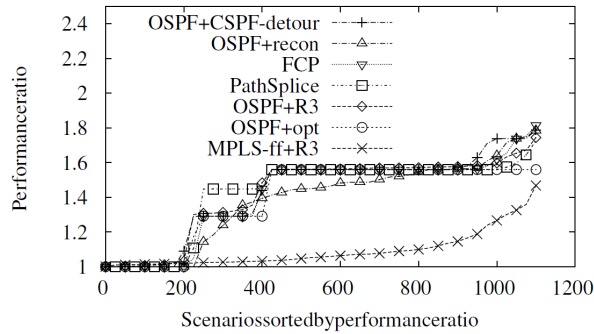 OSPF+CSPF-detour
OSPF+recon
FCP
PathSplice
OSPF+R3
OSPF+opt
MPLS-ff+R3
Performanceratio
2.4
2.2
2
1.8
1.6
1.4
1.2
1
0
200
400
600
800
1000
1200
Scenariossortedbyperformanceratio